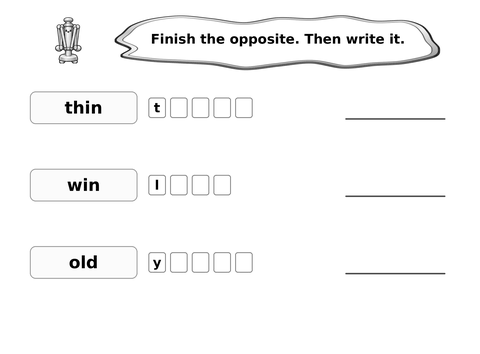 Finish the opposite. Then write it.
thin t
win l
old y